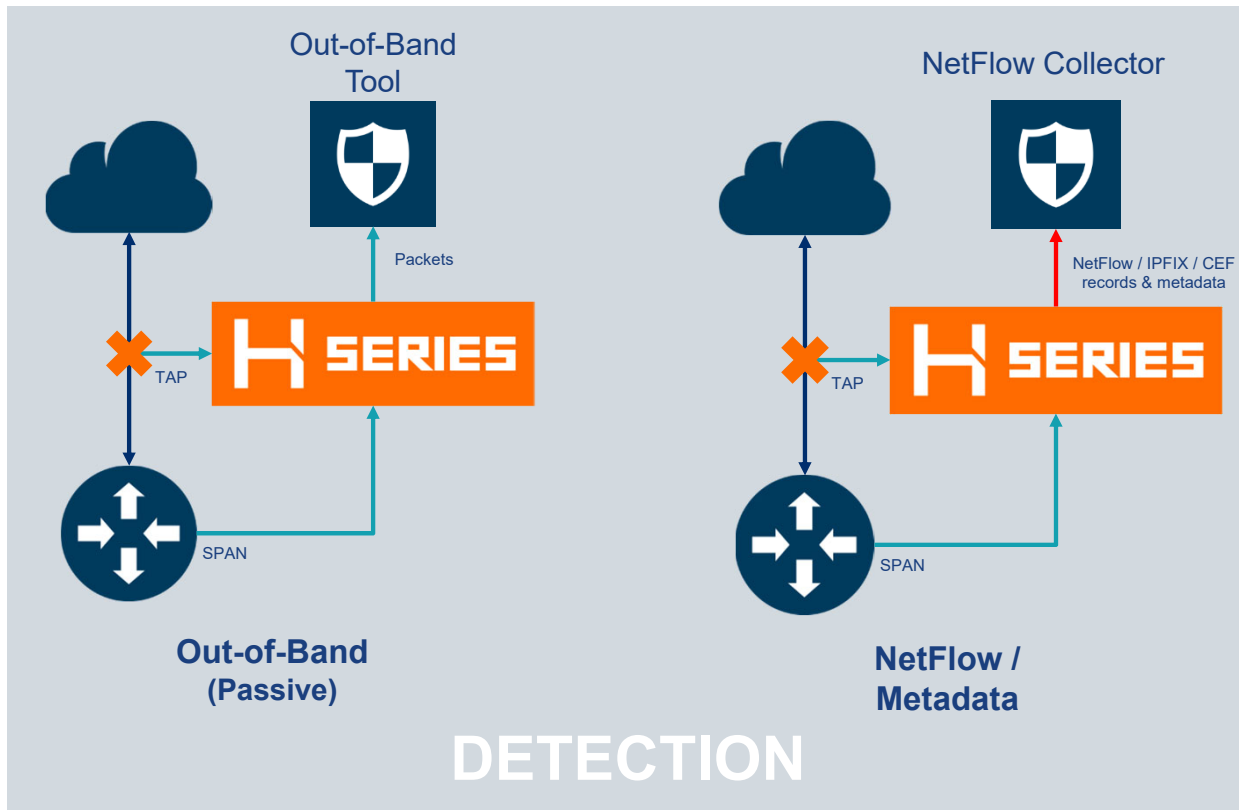 Out-of-Band
Tool
Packets
H SERIES
TAP
SPAN
Out-of-Band
(Passive)
NetFlow Collector
NetFlow / IPFIX / CEF
records & metadata
H SERIES
TAP
SPAN
NetFlow /
Metadata
DETECTION